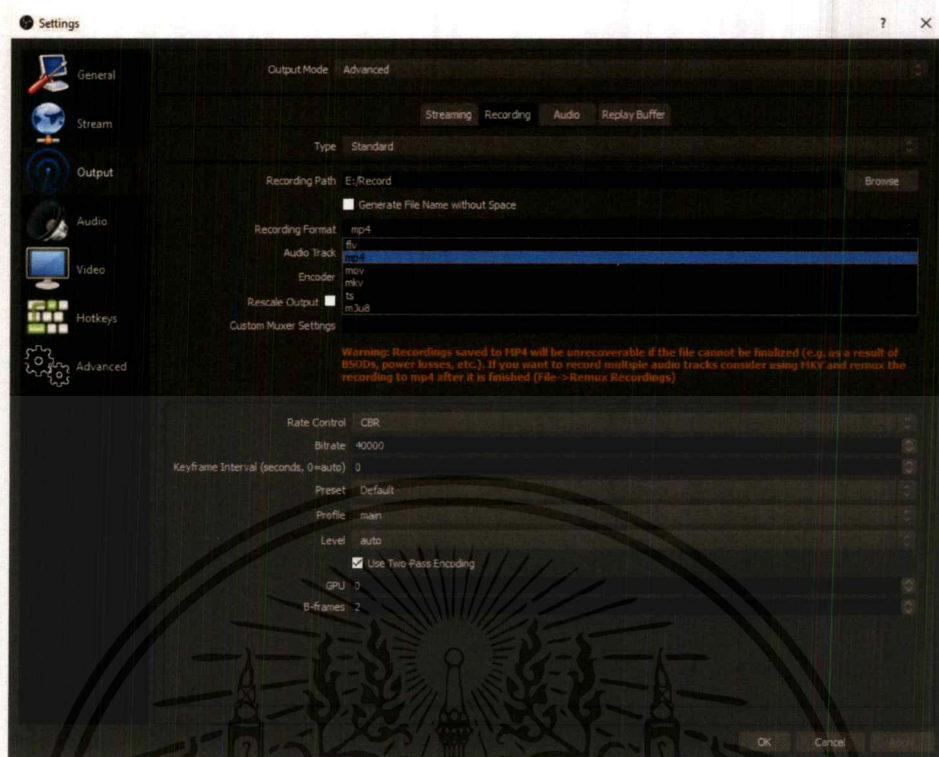 Settings
? ×
General
Stream
Output
Audio
Video
Hotkeys
Advanced
Output Mode Advanced
Streaming Recording Audio Replay Buffer
Type Standard
Recording Path E:/Record Browse
Generate File Name without Space
Recording Format mp4
Audio Track
Encoder
Rescale Output
Custom Muxer Settings
flv
mp4
mov
mkv
ts
m3u8
Warning: Recordings saved to MP4 will be unrecoverable if the file cannot be finalized (e.g. as a result of
BSODs, power losses, etc.). If you want to record multiple audio tracks consider using MKV and remux the
recording to mp4 after it is finished (File->Remux Recordings)
Rate Control CBR
Bitrate 40000
Keyframe Interval (seconds, 0=auto) 0
Preset Default
Profile main
Level auto
Use Two-Pass Encoding
GPU 0
B-frames 2
OK Cancel Apply